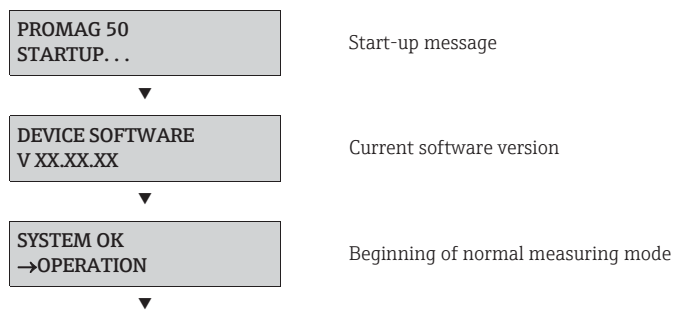 PROMAG 50
STARTUP. . .
Start-up message
▼
DEVICE SOFTWARE
V XX.XX.XX
Current software version
▼
SYSTEM OK
→OPERATION
Beginning of normal measuring mode
▼